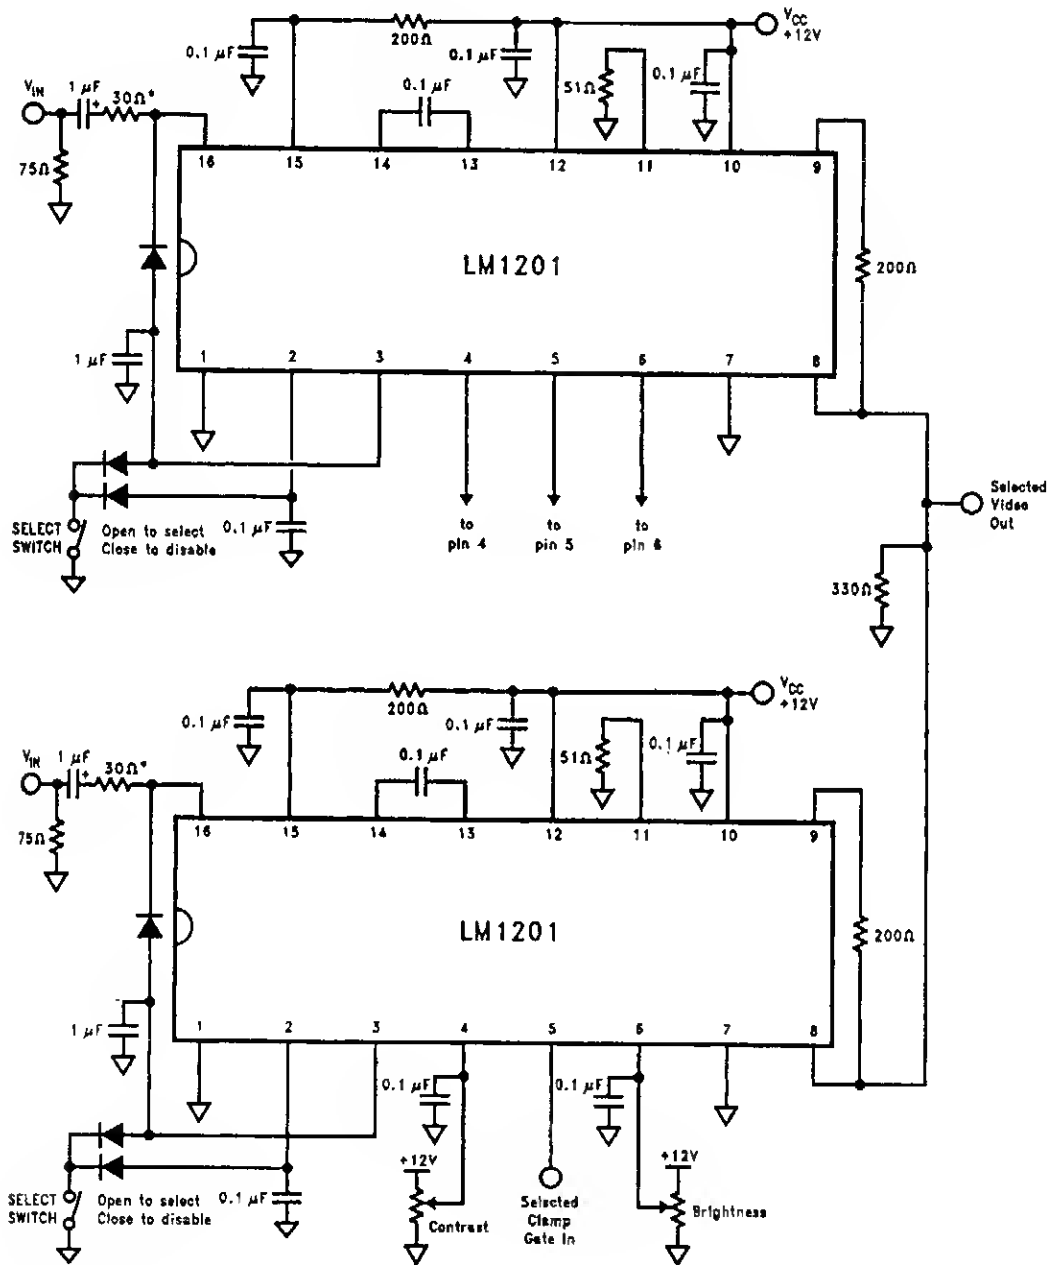 V_CC
+12V
0.1 µF
200Ω
0.1 µF
51Ω
0.1 µF
V_IN
1 µF
+
30Ω*
0.1 µF
75Ω
16
15
14
13
12
11
10
9
LM1201
200Ω
1 µF
1
2
3
4
5
6
7
8
SELECT
SWITCH
Open to select
Close to disable
0.1 µF
to
pin 4
to
pin 5
to
pin 6
Selected
Video
Out
330Ω
V_CC
+12V
0.1 µF
200Ω
0.1 µF
51Ω
0.1 µF
V_IN
1 µF
+
30Ω*
0.1 µF
75Ω
16
15
14
13
12
11
10
9
LM1201
200Ω
1 µF
1
2
3
4
5
6
7
8
0.1 µF
0.1 µF
SELECT
SWITCH
Open to select
Close to disable
0.1 µF
+12V
Contrast
Selected
Clamp
Gate In
+12V
Brightness